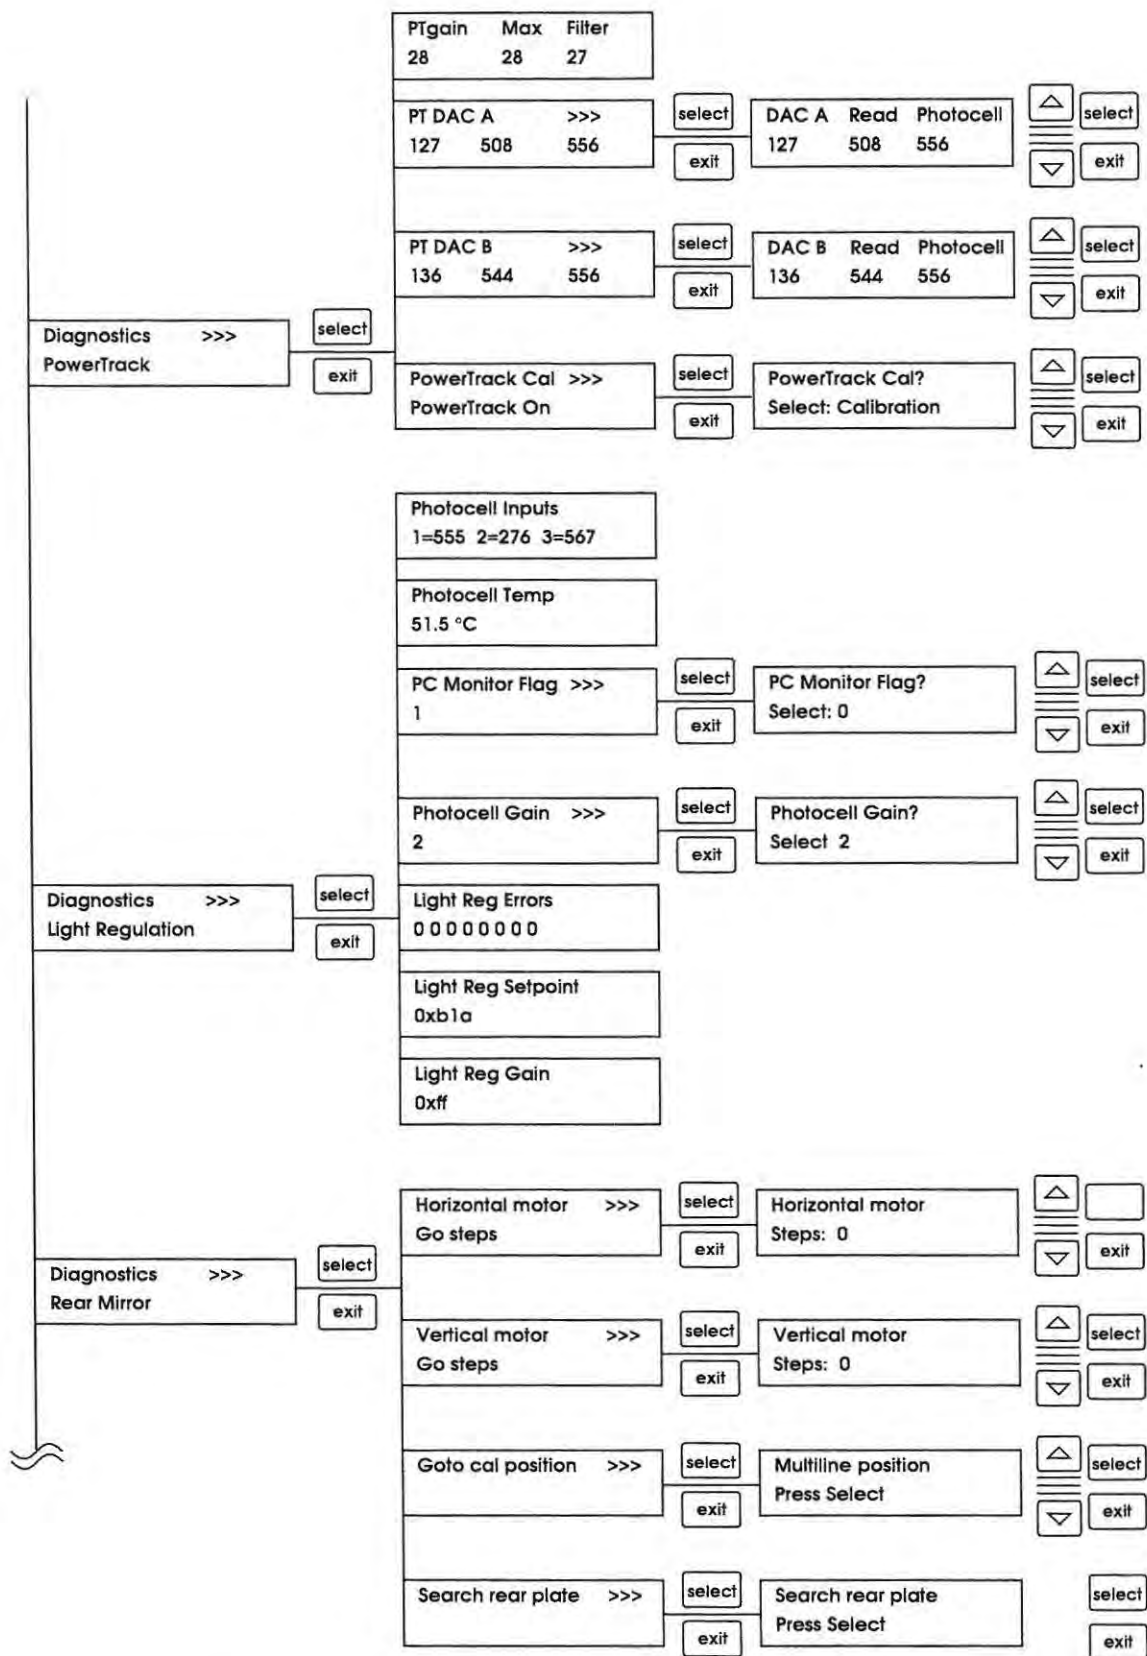 PTgain Max Filter
28 28 27
PT DAC A >>>
127 508 556
select
exit
DAC A Read Photocell
127 508 556
select
exit
PT DAC B >>>
136 544 556
select
exit
DAC B Read Photocell
136 544 556
select
exit
Diagnostics >>>
PowerTrack
select
exit
PowerTrack Cal >>>
PowerTrack On
select
exit
PowerTrack Cal?
Select: Calibration
select
exit
Photocell Inputs
1=555 2=276 3=567
Photocell Temp
51.5 °C
PC Monitor Flag >>>
1
select
exit
PC Monitor Flag?
Select: 0
select
exit
Photocell Gain >>>
2
select
exit
Photocell Gain?
Select 2
select
exit
Diagnostics >>>
Light Regulation
select
exit
Light Reg Errors
0 0 0 0 0 0 0 0
Light Reg Setpoint
0xb1a
Light Reg Gain
0xff
Horizontal motor >>>
Go steps
select
exit
Horizontal motor
Steps: 0
exit
Diagnostics >>>
Rear Mirror
select
exit
Vertical motor >>>
Go steps
select
exit
Vertical motor
Steps: 0
select
exit
Goto cal position >>>
select
exit
Multiline position
Press Select
select
exit
Search rear plate >>>
select
exit
Search rear plate
Press Select
select
exit